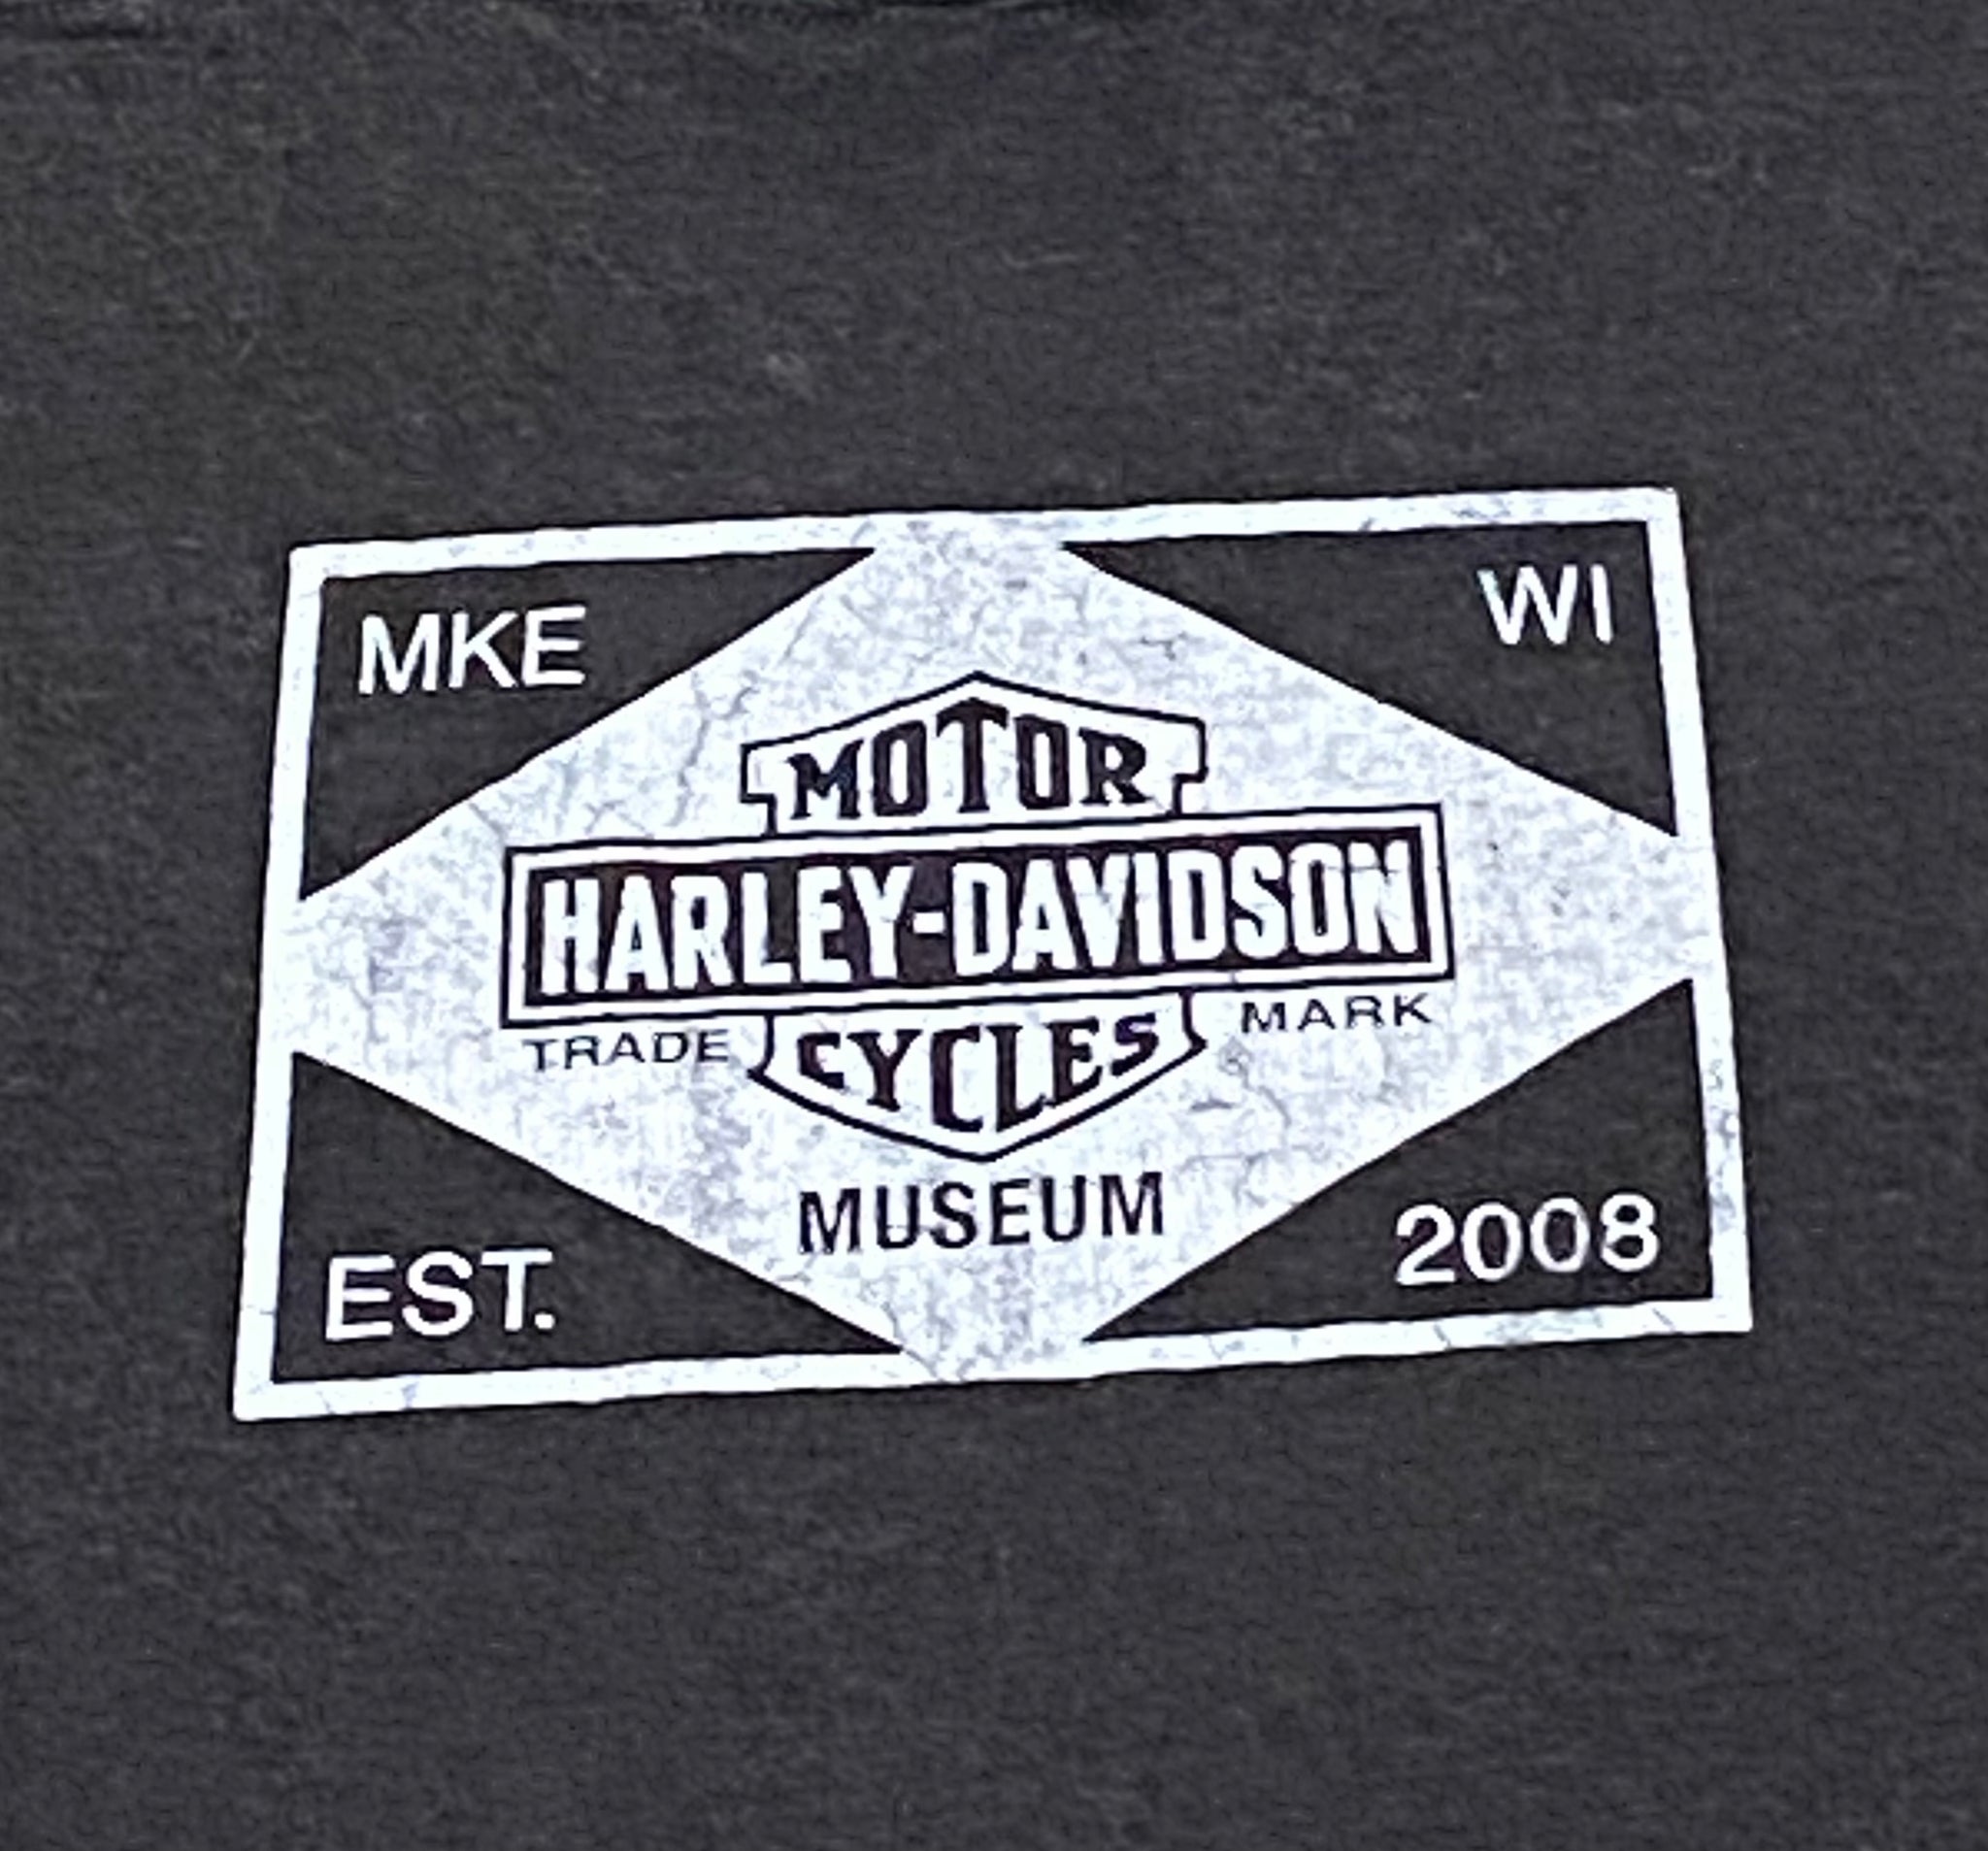 MKE WI
MOTOR
HARLEY-DAVIDSON
TRADE CYCLES MARK
MUSEUM
EST. 2008